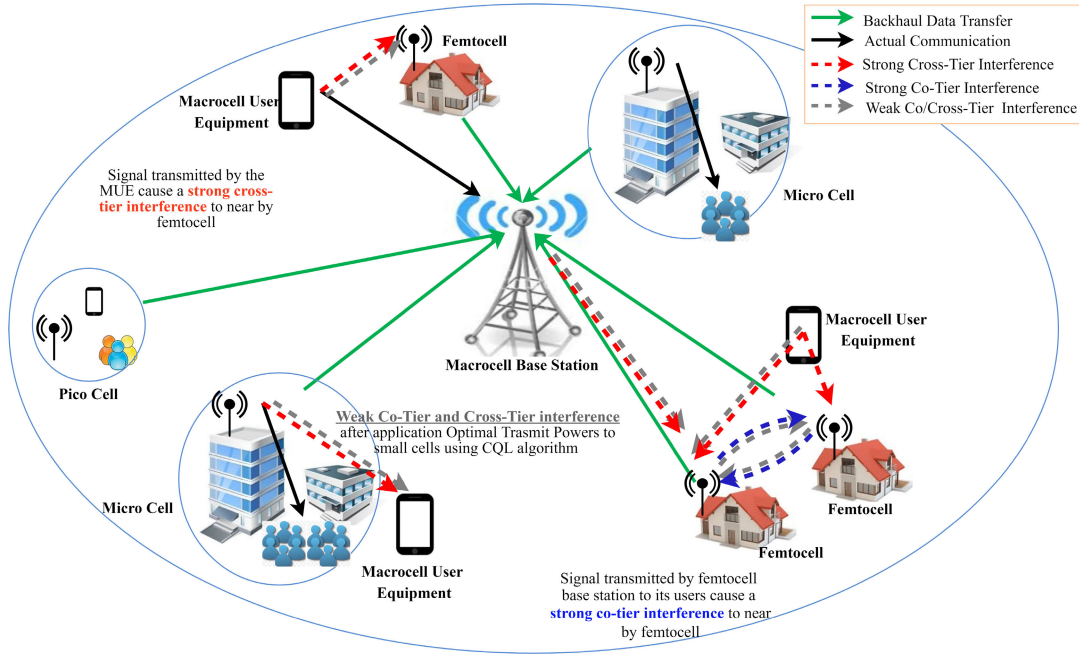 Backhaul Data Transfer
Actual Communication
Strong Cross-Tier Interference
Strong Co-Tier Interference
Weak Co/Cross-Tier Interference
Femtocell
Macrocell User
Equipment
Signal transmitted by the
MUE cause a strong cross-
tier interference to near by
femtocell
Micro Cell
Macrocell Base Station
Pico Cell
Macrocell User
Equipment
Weak Co-Tier and Cross-Tier interference
after application Optimal Trasmit Powers to
small cells using CQL algorithm
Micro Cell
Macrocell User
Equipment
Femtocell
Femtocell
Signal transmitted by femtocell
base station to its users cause a
strong co-tier interference to near
by femtocell